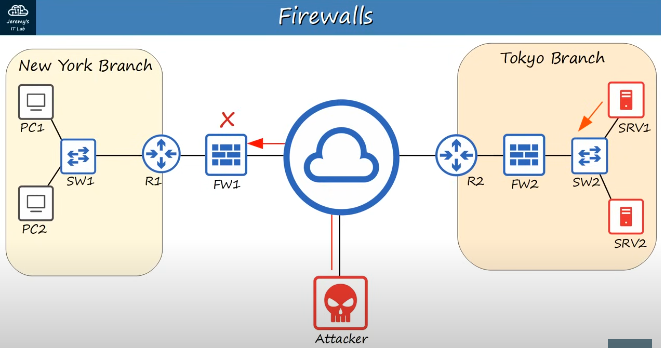 Jeremy's
IT Lab
Firewalls
New York Branch
PC1
SW1
PC2
R1
X
FW1
Attacker
Tokyo Branch
R2
FW2
SW2
SRV1
SRV2